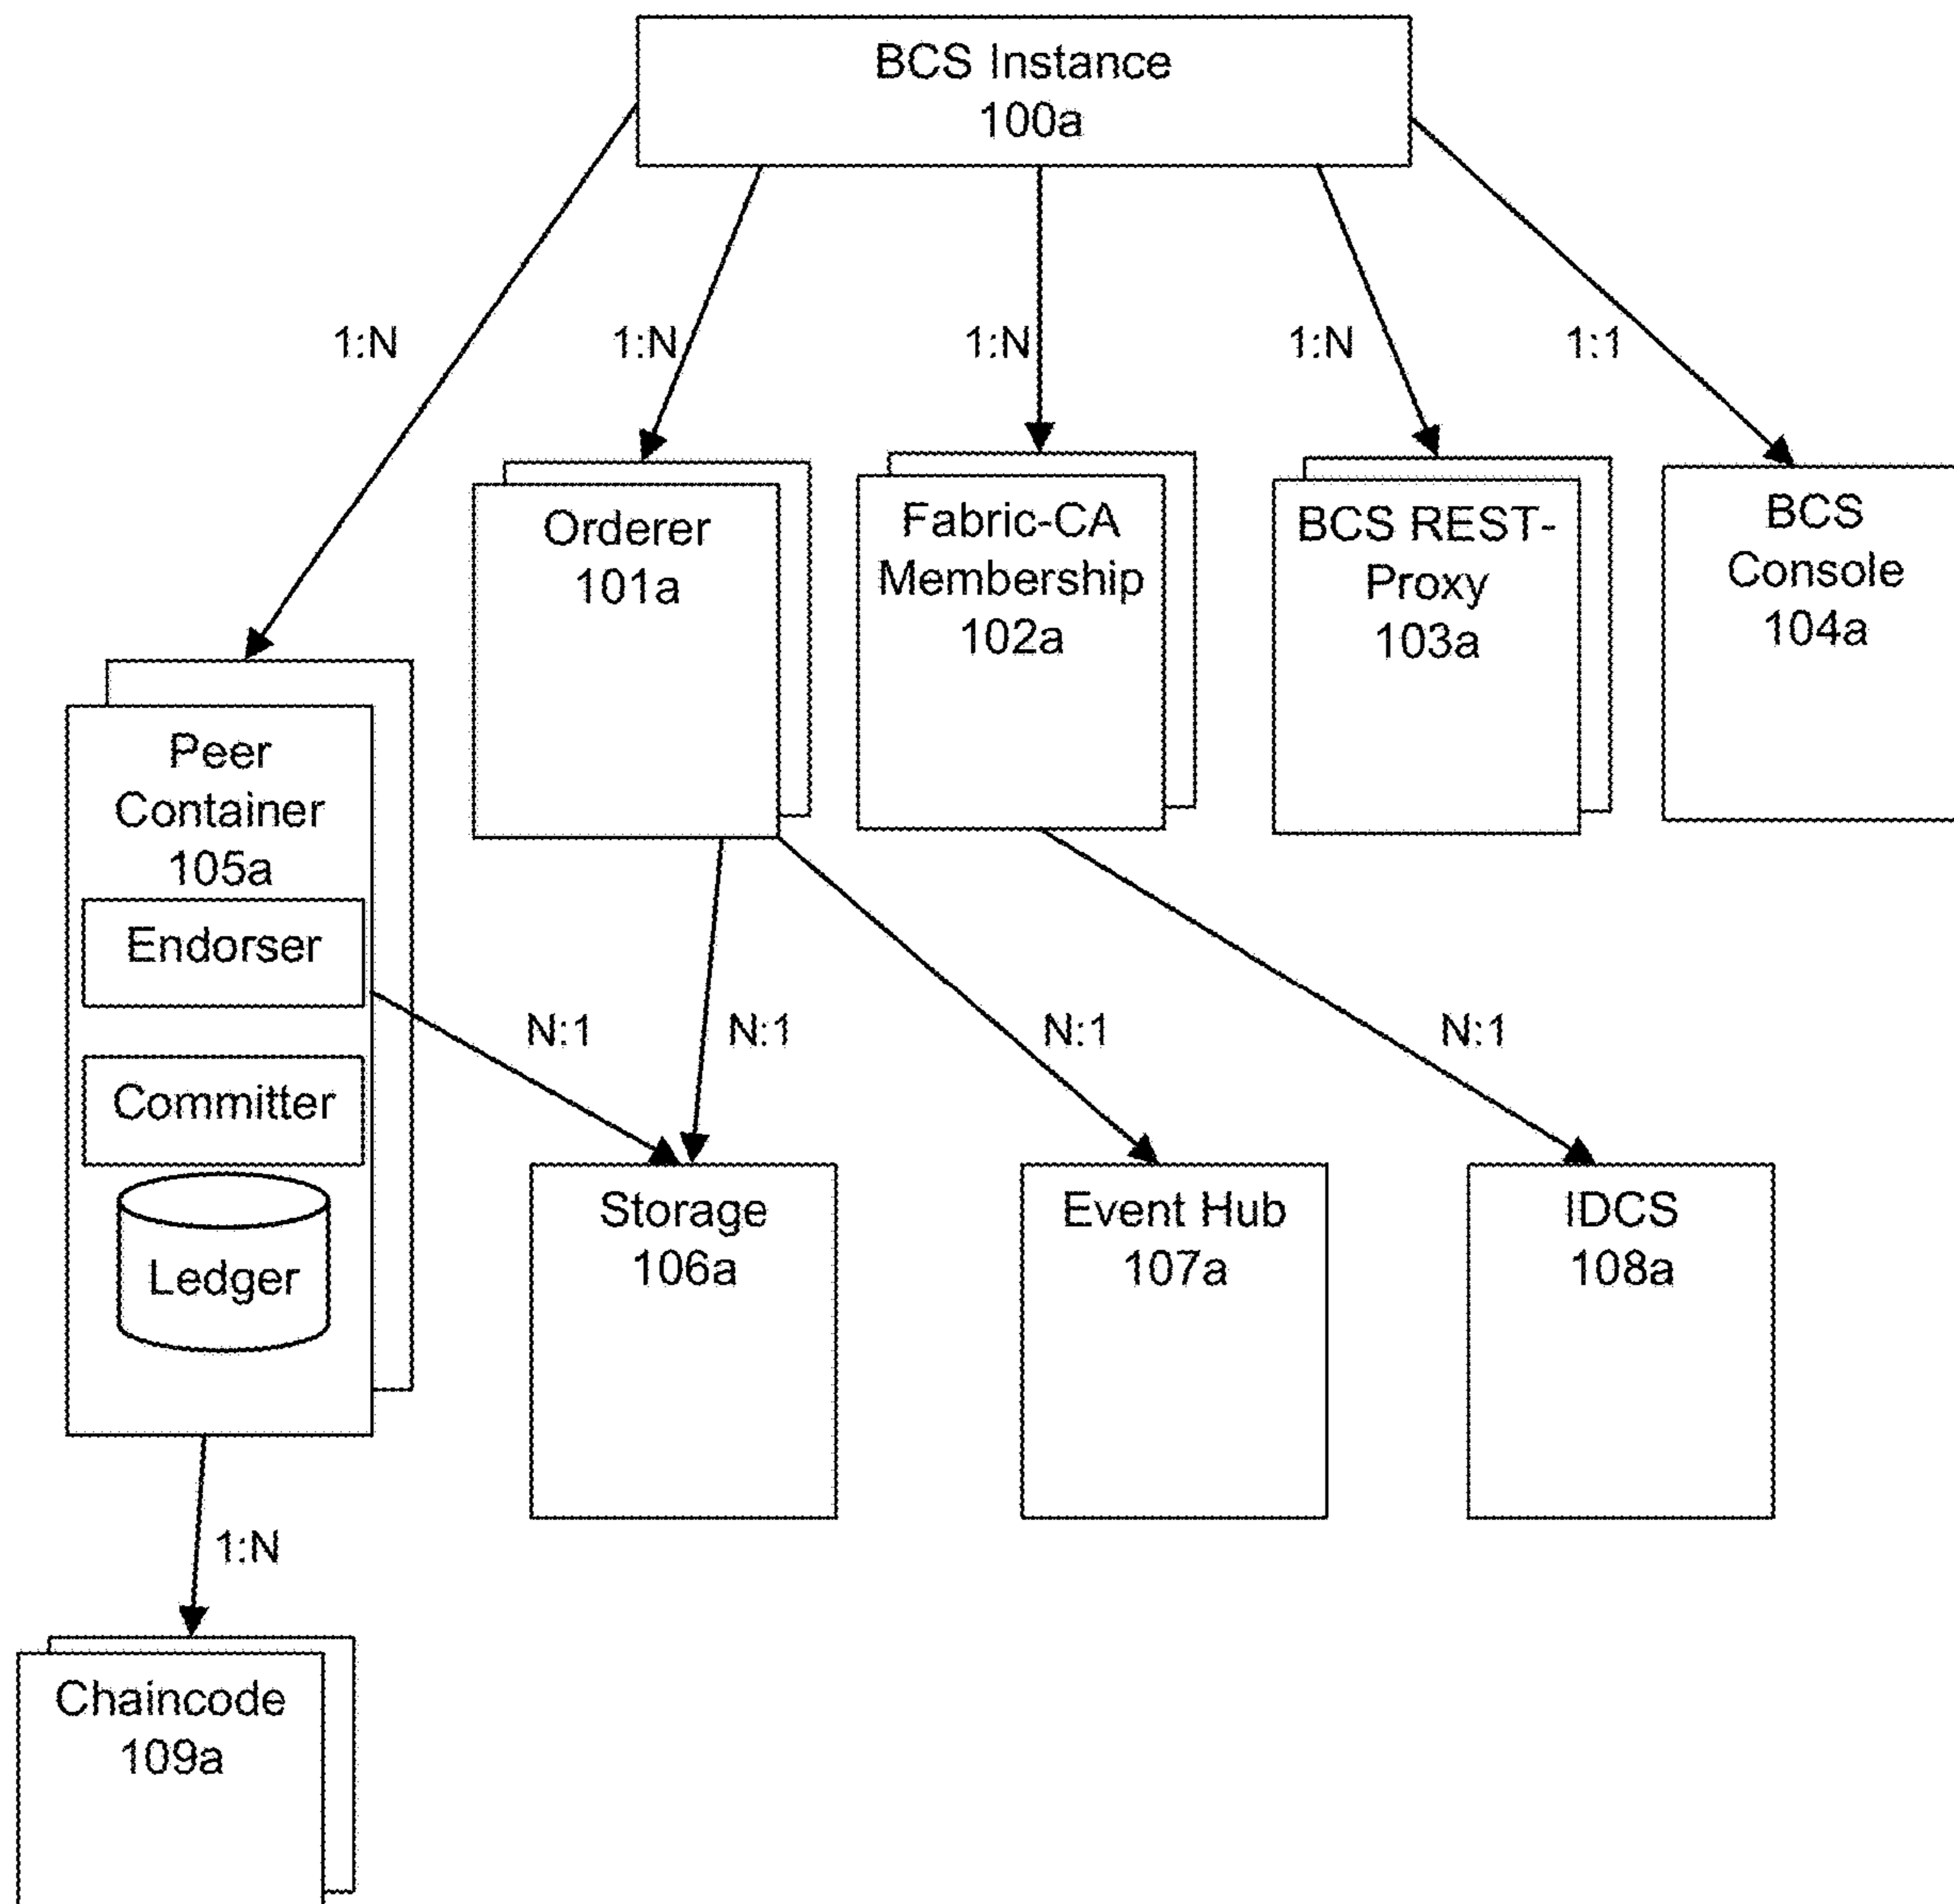 BCS Instance
100a
1:N
1:N
1:N
1:N
1:1
Orderer
101a
Fabric-CA
Membership
102a
BCS REST-
Proxy
103a
BCS
Console
104a
Peer
Container
105a
Endorser
Committer
Ledger
N:1
N:1
N:1
N:1
Storage
106a
Event Hub
107a
IDCS
108a
1:N
Chaincode
109a